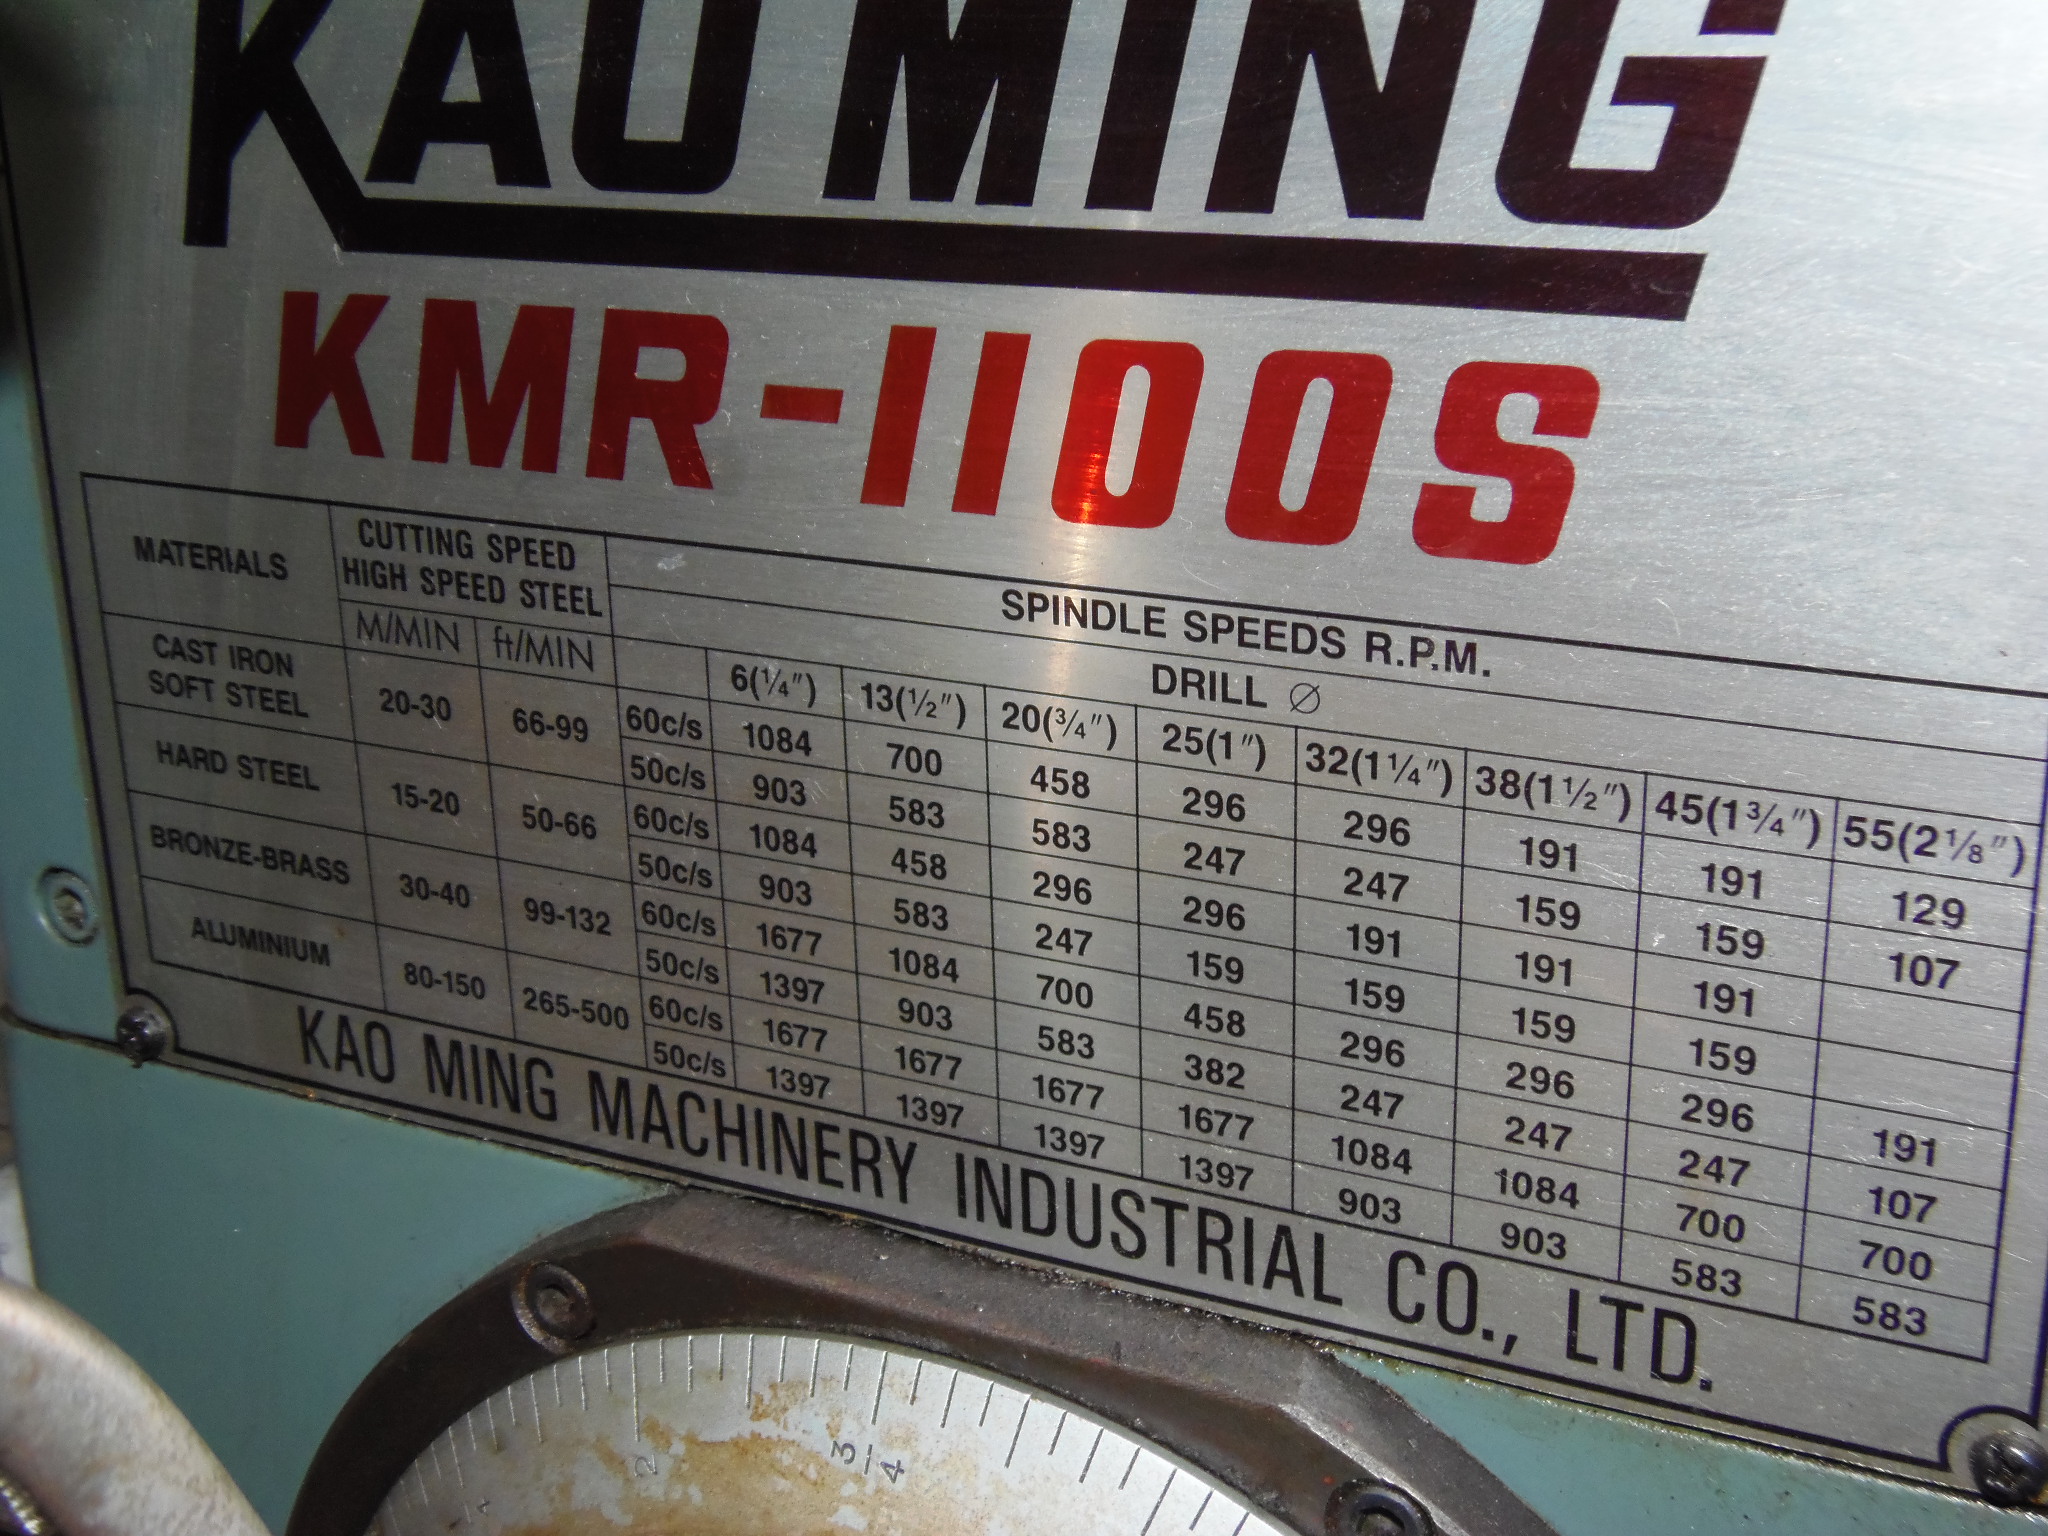 KAO MING
KMR-1100S
MATERIALS CUTTING SPEED HIGH SPEED STEEL SPINDLE SPEEDS R.P.M.
DRILL ∅
M/MIN ft/MIN 6(1/4") 13(1/2") 20(3/4") 25(1") 32(1 1/4") 38(1 1/2") 45(1 3/4") 55(2 1/8")
CAST IRON SOFT STEEL 20-30 66-99 60c/s 1084 700 458 296 296 191 191 129
50c/s 903 583 583 247 247 159 159 107
HARD STEEL 15-20 50-66 60c/s 1084 458 296 296 191 191 191
50c/s 903 583 247 159 159 159 159
BRONZE-BRASS 30-40 99-132 60c/s 1677 1084 700 458 296 296 296 191
50c/s 1397 903 583 382 247 247 247 107
ALUMINIUM 80-150 265-500 60c/s 1677 1677 1677 1677 1084 1084 700 700
50c/s 1397 1397 1397 1397 903 903 583 583
KAO MING MACHINERY INDUSTRIAL CO., LTD.
2
3/4